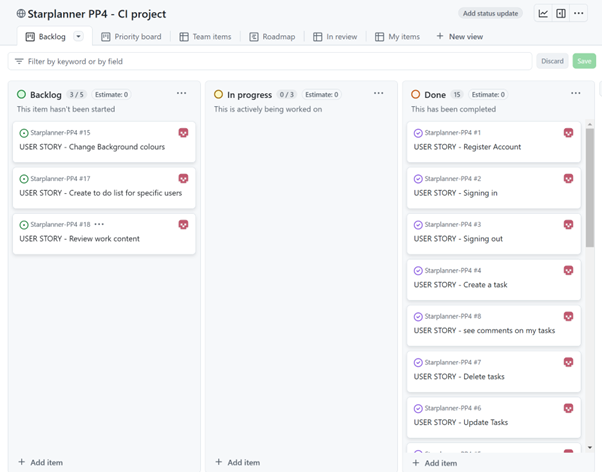 Starplanner PP4 - CI project
Add status update
Backlog
Priority board
Team items
Roadmap
In review
My items
New view
Filter by keyword or by field
Discard
Save
Backlog 3 / 5 Estimate: 0
This item hasn't been started
Starplanner-PP4 #15
USER STORY - Change Background colours
Starplanner-PP4 #17
USER STORY - Create to do list for specific users
Starplanner-PP4 #18
USER STORY - Review work content
Add item
In progress 0 / 3 Estimate: 0
This is actively being worked on
Add item
Done 15 Estimate: 0
This has been completed
Starplanner-PP4 #1
USER STORY - Register Account
Starplanner-PP4 #2
USER STORY - Signing in
Starplanner-PP4 #3
USER STORY - Signing out
Starplanner-PP4 #4
USER STORY - Create a task
Starplanner-PP4 #8
USER STORY - see comments on my tasks
Starplanner-PP4 #7
USER STORY - Delete tasks
Starplanner-PP4 #6
USER STORY - Update Tasks
Add item